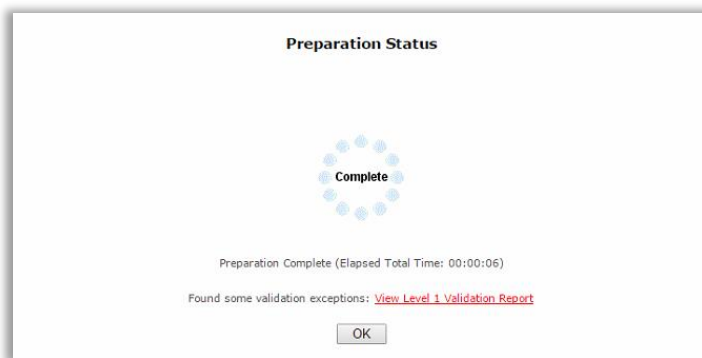 Preparation Status
Complete
Preparation Complete (Elapsed Total Time: 00:00:06)
Found some validation exceptions: View Level 1 Validation Report
OK